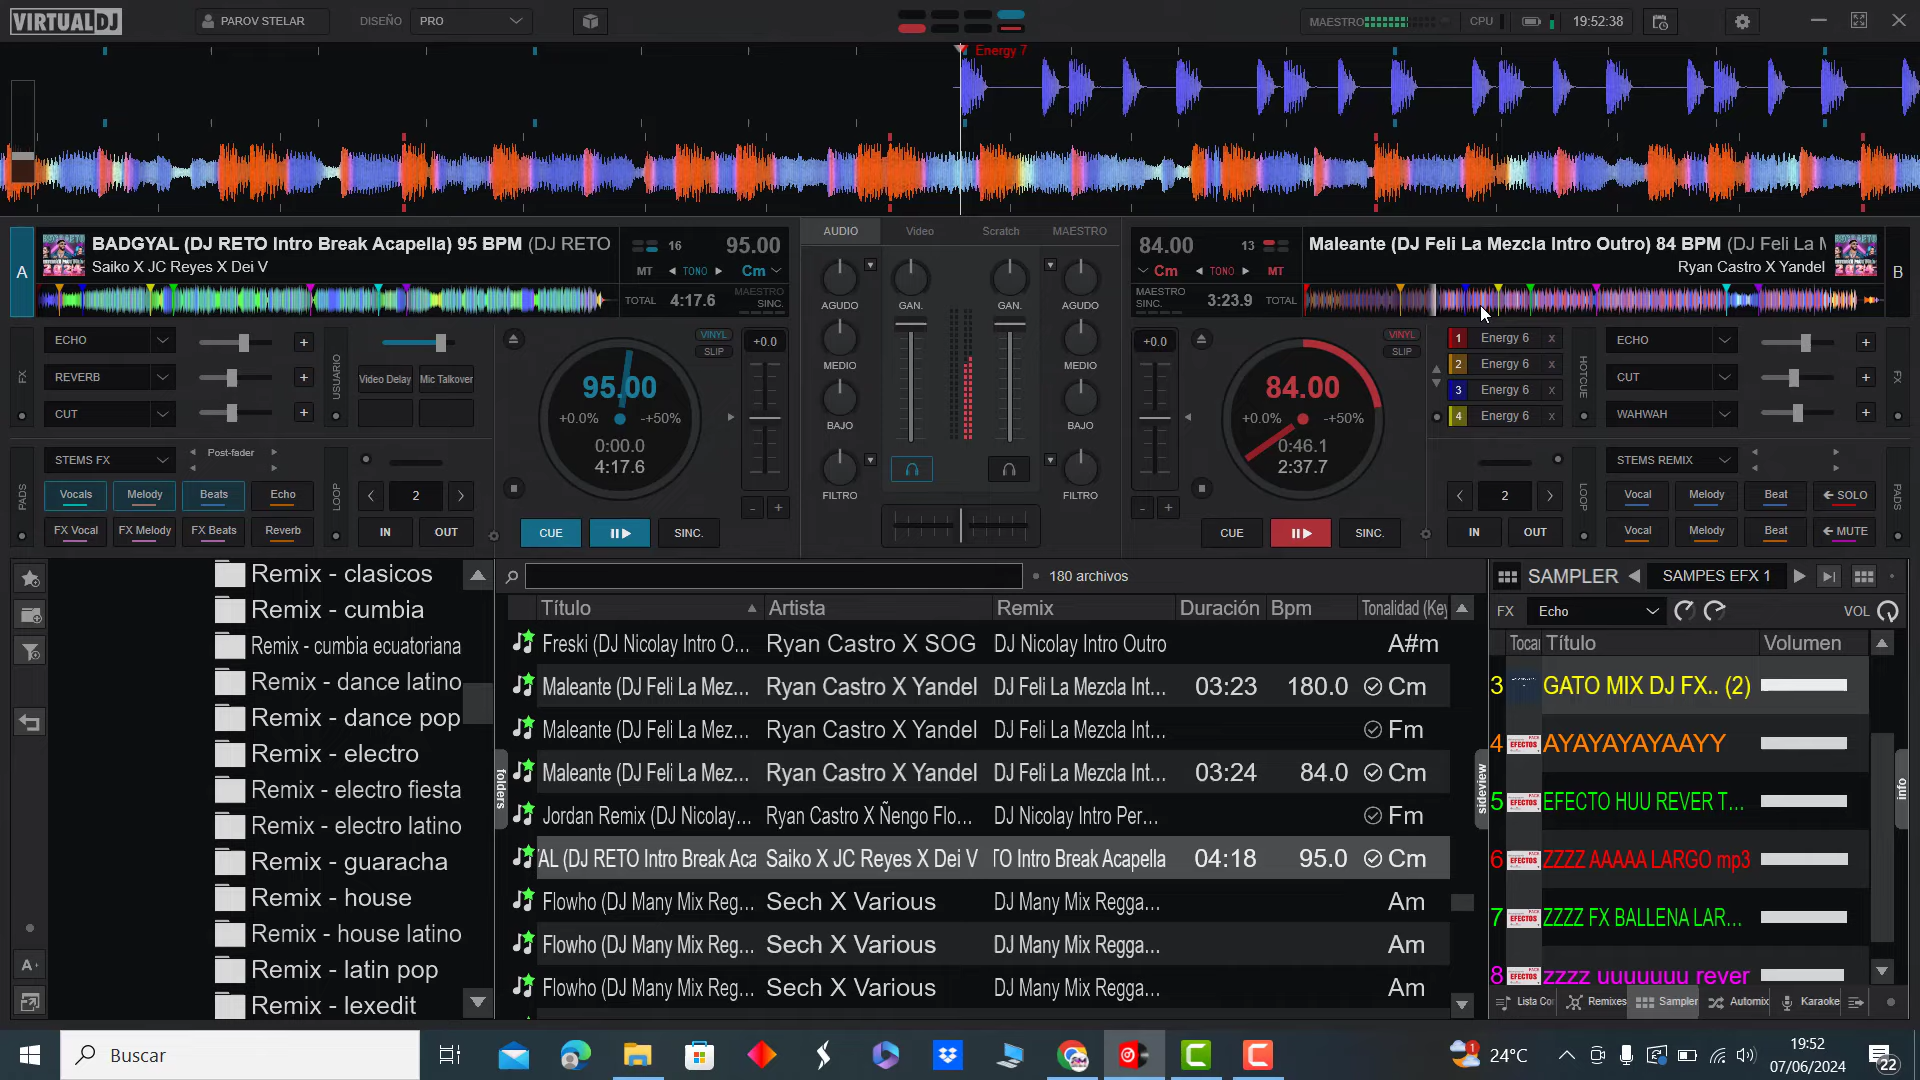 VIRTUALDJ
PAROV STELAR
DISEÑO PRO
MAESTRO
CPU
19:52:38
Energy 7
A
BADGYAL (DJ RETO Intro Break Acapella) 95 BPM (DJ RETO
Saiko X JC Reyes X Dei V
16 95.00
MT TONO Cm
TOTAL 4:17.6 MAESTRO SINC.
AUDIO Video Scratch MAESTRO
84.00 13
Cm TONO MT
MAESTRO SINC. 3:23.9 TOTAL
Maleante (DJ Feli La Mezcla Intro Outro) 84 BPM (DJ Feli La M
Ryan Castro X Yandel
B
FX
ECHO
REVERB
CUT
USUARIO
Video Delay Mic Talkover
VINYL
SLIP
+0.0
95.00
+0.0% -+50%
0:00.0
4:17.6
AGUDO GAN. GAN. AGUDO
MEDIO MEDIO
BAJO BAJO
FILTRO FILTRO
+0.0
VINYL
SLIP
84.00
+0.0% -+50%
0:46.1
2:37.7
1 Energy 6 x
2 Energy 6 x
3 Energy 6 x
4 Energy 6 x
HOTCUE
ECHO
CUT
WAHWAH
FX
PADS
STEMS FX Post-fader
Vocals Melody Beats Echo
FX Vocal FX Melody FX Beats Reverb
LOOP
2
IN OUT
CUE SINC.
- +
- +
CUE SINC.
2
IN OUT
LOOP
STEMS REMIX
Vocal Melody Beat SOLO
Vocal Melody Beat MUTE
PADS
Remix - clasicos
Remix - cumbia
Remix - cumbia ecuatoriana
Remix - dance latino
Remix - dance pop
Remix - electro
Remix - electro fiesta
Remix - electro latino
Remix - guaracha
Remix - house
Remix - house latino
Remix - latin pop
Remix - lexedit
folders
180 archivos
Título Artista Remix Duración Bpm Tonalidad (Key
Freski (DJ Nicolay Intro O... Ryan Castro X SOG DJ Nicolay Intro Outro A#m
Maleante (DJ Feli La Mez... Ryan Castro X Yandel DJ Feli La Mezcla Int... 03:23 180.0 Cm
Maleante (DJ Feli La Mez... Ryan Castro X Yandel DJ Feli La Mezcla Int... Fm
Maleante (DJ Feli La Mez... Ryan Castro X Yandel DJ Feli La Mezcla Int... 03:24 84.0 Cm
Jordan Remix (DJ Nicolay... Ryan Castro X Ñengo Flo... DJ Nicolay Intro Per... Fm
AL (DJ RETO Intro Break Aca Saiko X JC Reyes X Dei V TO Intro Break Acapella 04:18 95.0 Cm
Flowho (DJ Many Mix Reg... Sech X Various DJ Many Mix Regga... Am
Flowho (DJ Many Mix Reg... Sech X Various DJ Many Mix Regga... Am
Flowho (DJ Many Mix Reg... Sech X Various DJ Many Mix Regga... Am
sideview
SAMPLER SAMPES EFX 1
FX Echo VOL
Tocar Título Volumen
3 GATO MIX DJ FX.. (2)
4 EFECTOS AYAYAYAYAAYY
5 EFECTOS EFECTO HUU REVER T...
6 EFECTOS ZZZZ AAAAA LARGO mp3
7 EFECTOS ZZZZ FX BALLENA LAR...
8 EFECTOS zzzz uuuuuuu rever
info
Lista Cor Remixes Sampler Automix Karaoke
A+
Buscar
1
24°C
19:52
07/06/2024
22